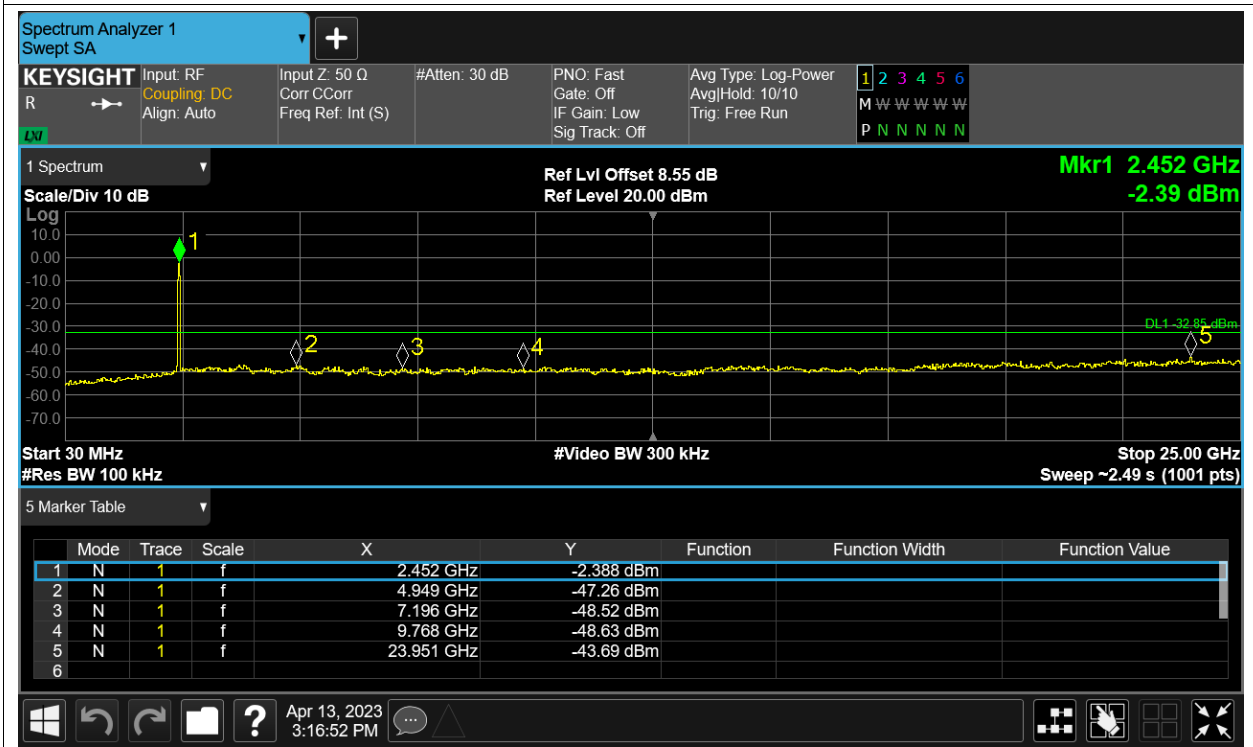 Spectrum Analyzer 1
Swept SA
KEYSIGHT
R
LXI
Input: RF
Coupling: DC
Align: Auto
Input Z: 50 Ω
Corr CCorr
Freq Ref: Int (S)
#Atten: 30 dB
PNO: Fast
Gate: Off
IF Gain: Low
Sig Track: Off
Avg Type: Log-Power
Avg|Hold: 10/10
Trig: Free Run
1 2 3 4 5 6
M W W W W W
P N N N N N
1 Spectrum
Scale/Div 10 dB
Ref Lvl Offset 8.55 dB
Ref Level 20.00 dBm
Mkr1 2.452 GHz
-2.39 dBm
Log
10.0
0.00
-10.0
-20.0
-30.0
-40.0
-50.0
-60.0
-70.0
1
2
3
4
5
DL1 -32.85 dBm
Start 30 MHz
#Video BW 300 kHz
Stop 25.00 GHz
#Res BW 100 kHz
Sweep ~2.49 s (1001 pts)
5 Marker Table
Mode Trace Scale X Y Function Function Width Function Value
1 N 1 f 2.452 GHz -2.388 dBm
2 N 1 f 4.949 GHz -47.26 dBm
3 N 1 f 7.196 GHz -48.52 dBm
4 N 1 f 9.768 GHz -48.63 dBm
5 N 1 f 23.951 GHz -43.69 dBm
6
?
Apr 13, 2023
3:16:52 PM